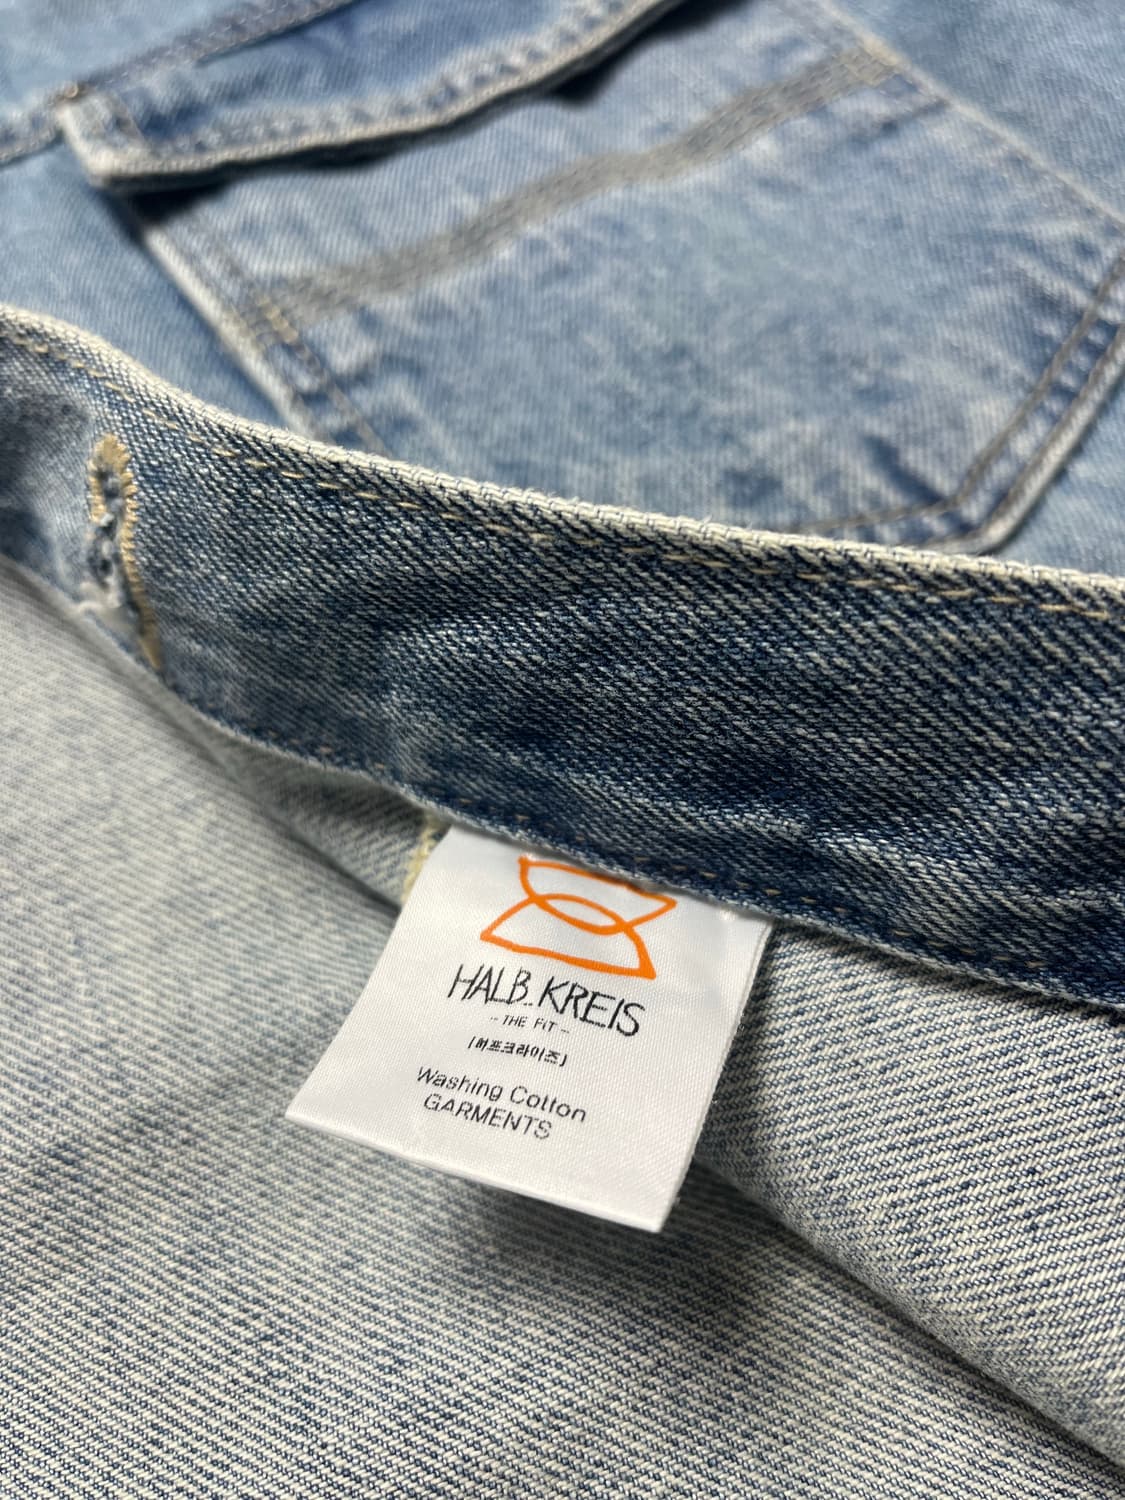 HALB. KREIS
- THE FIT -
[하프크라이즈]
Washing Cotton
GARMENTS